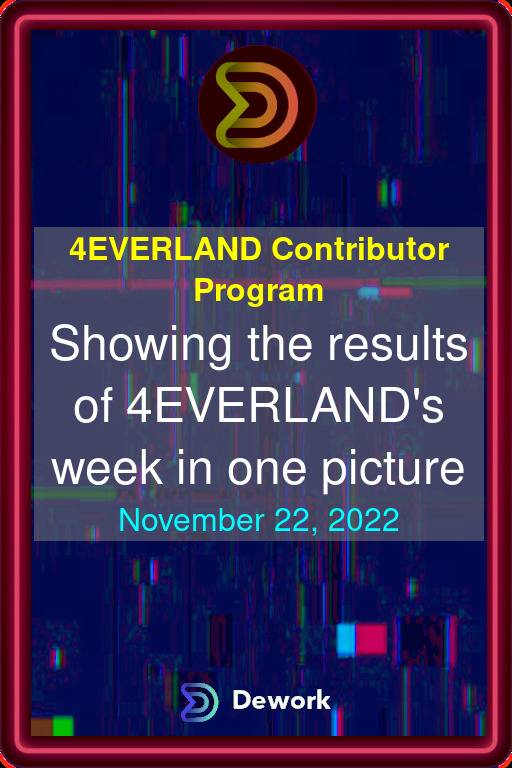 4EVERLAND Contributor
Program
Showing the results
of 4EVERLAND's
week in one picture
November 22, 2022
Dework